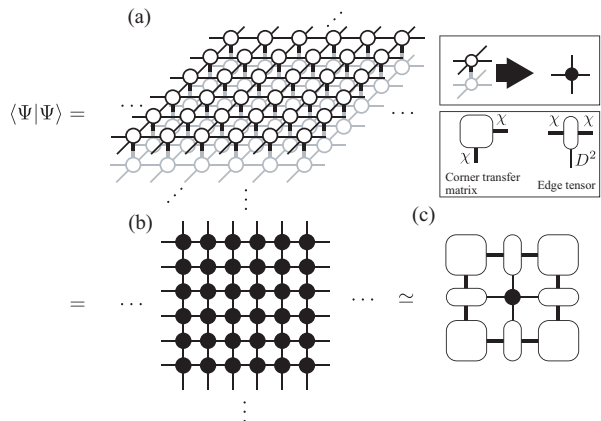 (a)
⟨Ψ|Ψ⟩ =
χ
χ
χ χ
D²
Corner transfer
matrix
Edge tensor
(b)
(c)
=
≃